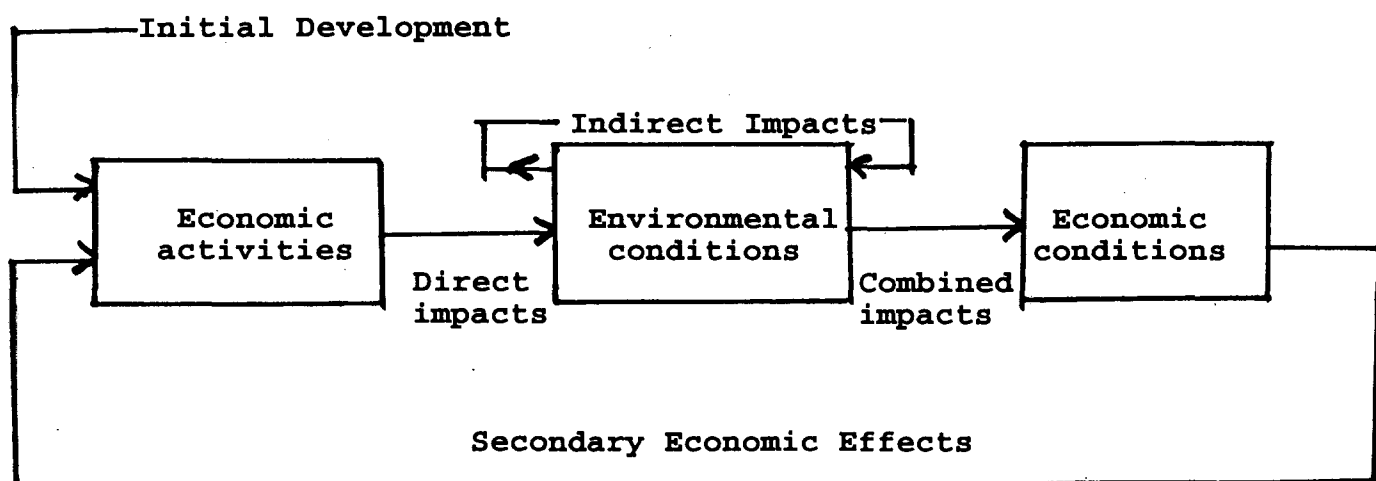 Initial Development
Indirect Impacts
Economic
activities
Environmental
conditions
Economic
conditions
Direct
impacts
Combined
impacts
Secondary Economic Effects